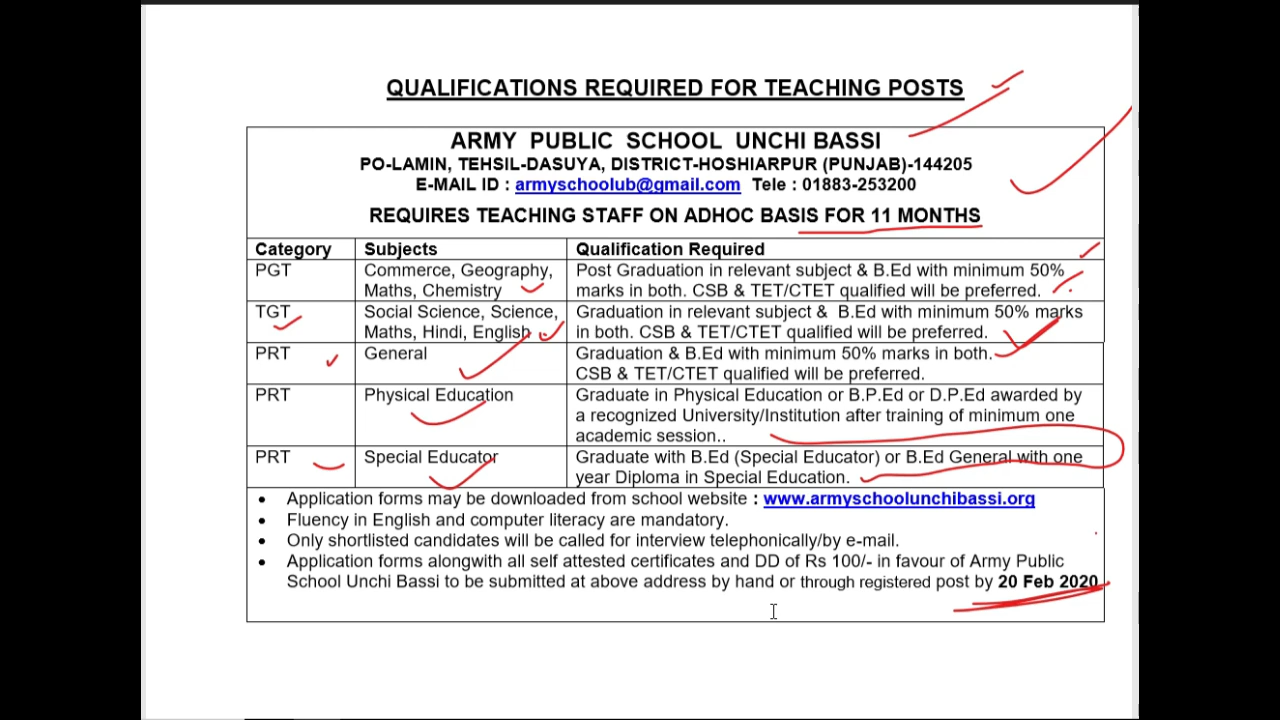 QUALIFICATIONS REQUIRED FOR TEACHING POSTS
ARMY PUBLIC SCHOOL UNCHI BASSI
PO-LAMIN, TEHSIL-DASUYA, DISTRICT-HOSHIARPUR (PUNJAB)-144205
E-MAIL ID : armyschoolub@gmail.com Tele : 01883-253200
REQUIRES TEACHING STAFF ON ADHOC BASIS FOR 11 MONTHS
Category Subjects Qualification Required
PGT Commerce, Geography, Post Graduation in relevant subject & B.Ed with minimum 50%
Maths, Chemistry marks in both. CSB & TET/CTET qualified will be preferred.
TGT Social Science, Science, Graduation in relevant subject & B.Ed with minimum 50% marks
Maths, Hindi, English in both. CSB & TET/CTET qualified will be preferred.
PRT General Graduation & B.Ed with minimum 50% marks in both.
CSB & TET/CTET qualified will be preferred.
PRT Physical Education Graduate in Physical Education or B.P.Ed or D.P.Ed awarded by
a recognized University/Institution after training of minimum one
academic session..
PRT Special Educator Graduate with B.Ed (Special Educator) or B.Ed General with one
year Diploma in Special Education.
• Application forms may be downloaded from school website : www.armyschoolunchibassi.org
• Fluency in English and computer literacy are mandatory.
• Only shortlisted candidates will be called for interview telephonically/by e-mail.
• Application forms alongwith all self attested certificates and DD of Rs 100/- in favour of Army Public
School Unchi Bassi to be submitted at above address by hand or through registered post by 20 Feb 2020